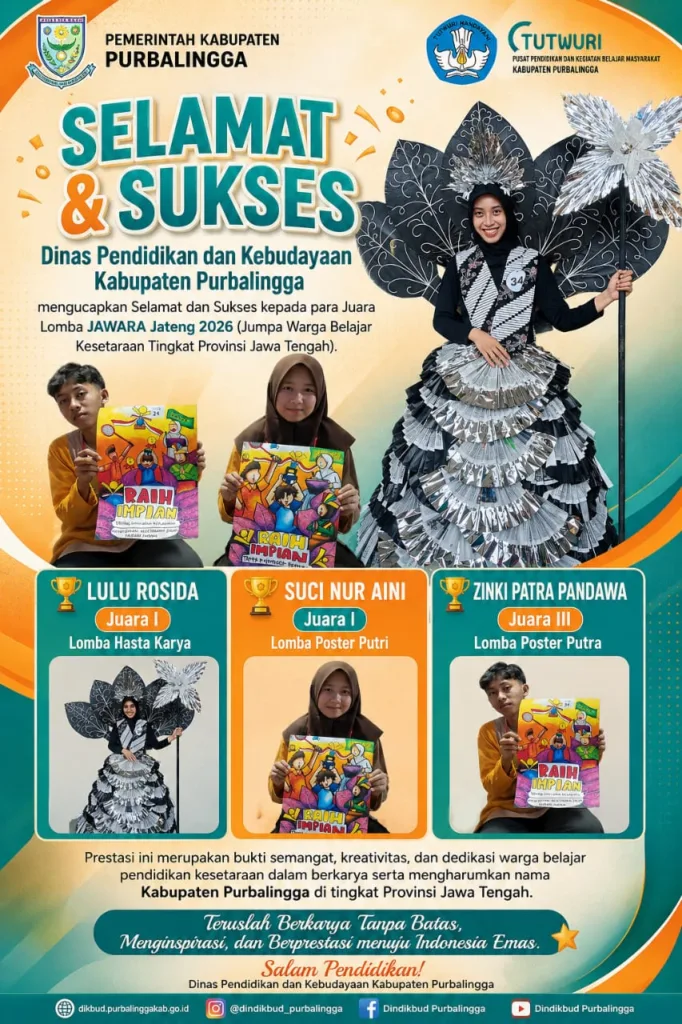 PEMERINTAH KABUPATEN
PURBALINGGA
TUT WURI HANDAYANI
TUTWURI
PUSAT PENDIDIKAN DAN KEGIATAN BELAJAR MASYARAKAT
KABUPATEN PURBALINGGA
SELAMAT
& SUKSES
Dinas Pendidikan dan Kebudayaan
Kabupaten Purbalingga
mengucapkan Selamat dan Sukses kepada para Juara
Lomba JAWARA Jateng 2026 (Jumpa Warga Belajar
Kesetaraan Tingkat Provinsi Jawa Tengah).
34
RAIH
IMPIAN
RAIH
IMPIAN
LULU ROSIDA
Juara I
Lomba Hasta Karya
SUCI NUR AINI
Juara I
Lomba Poster Putri
RAIH
IMPIAN
ZINKI PATRA PANDAWA
Juara III
Lomba Poster Putra
RAIH
IMPIAN
Prestasi ini merupakan bukti semangat, kreativitas, dan dedikasi warga belajar
pendidikan kesetaraan dalam berkarya serta mengharumkan nama
Kabupaten Purbalingga di tingkat Provinsi Jawa Tengah.
Teruslah Berkarya Tanpa Batas,
Menginspirasi, dan Berprestasi menuju Indonesia Emas.
Salam Pendidikan!
Dinas Pendidikan dan Kebudayaan Kabupaten Purbalingga
dikbud.purbalinggakab.go.id
@dindikbud_purbalingga
Dindikbud Purbalingga
Dindikbud Purbalingga